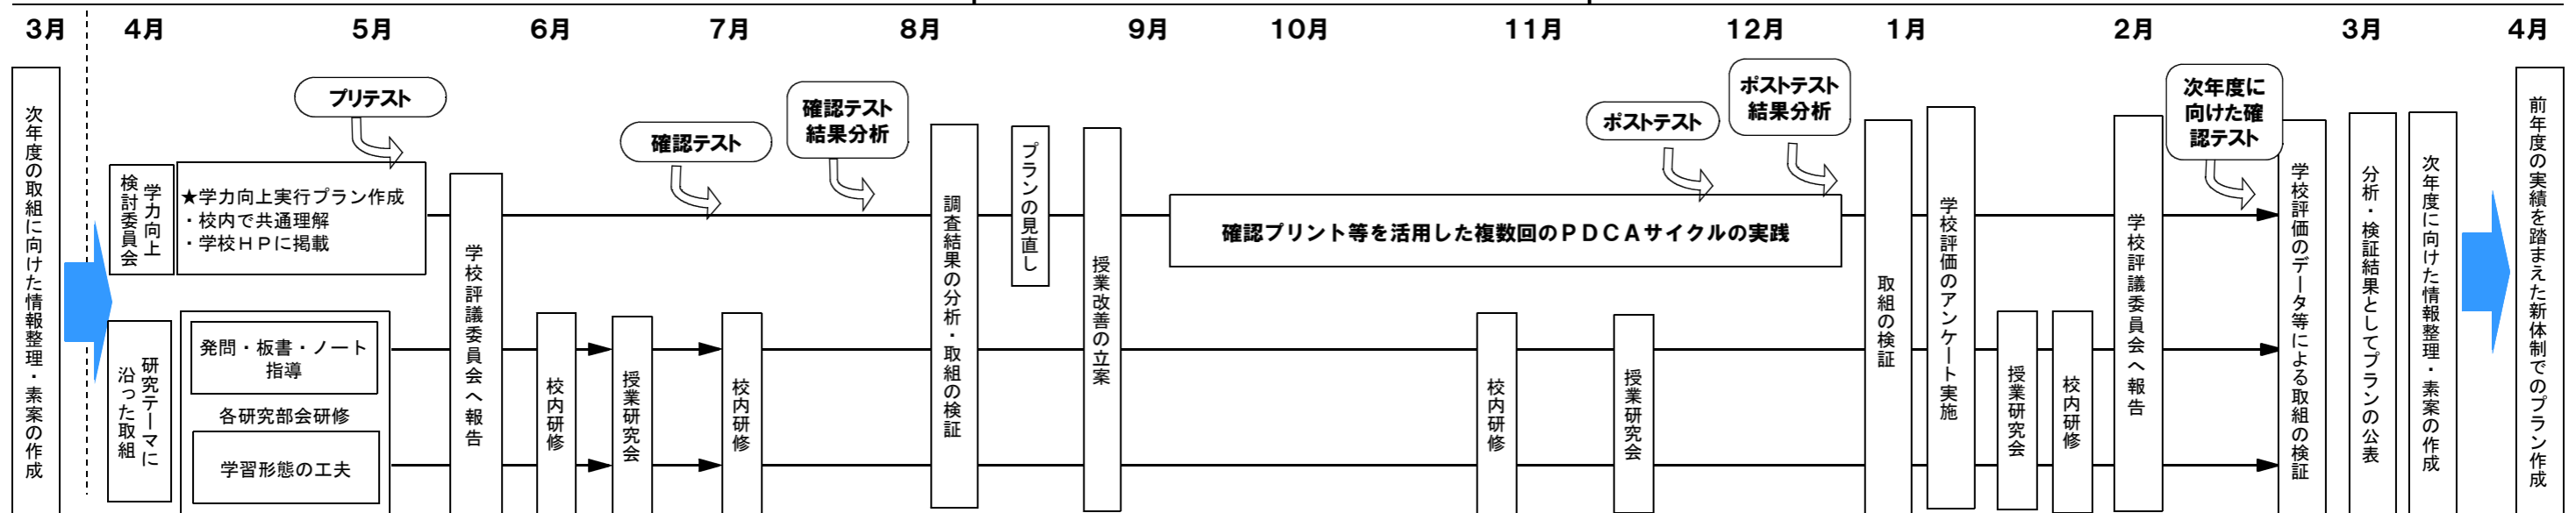 3月 4月 5月 6月 7月 8月 9月 10月 11月 12月 1月 2月 3月 4月
次年度の取組に向けた情報整理・素案の作成
学力向上
検討委員会
プリテスト
★学力向上実行プラン作成
・校内で共通理解
・学校ＨＰに掲載
研究テーマに
沿った取組
発問・板書・ノート
指導
各研究部会研修
学習形態の工夫
学校評議委員会へ報告
校内研修
授業研究会
確認テスト
校内研修
確認テスト
結果分析
調査結果の分析・取組の検証
プランの見直し
授業改善の立案
確認プリント等を活用した複数回のＰＤＣＡサイクルの実践
校内研修
ポストテスト
授業研究会
ポストテスト
結果分析
取組の検証
学校評価のアンケート実施
授業研究会
校内研修
学校評議委員会へ報告
次年度に
向けた確
認テスト
学校評価のデータ等による取組の検証
分析・検証結果としてプランの公表
次年度に向けた情報整理・素案の作成
前年度の実績を踏まえた新体制でのプラン作成